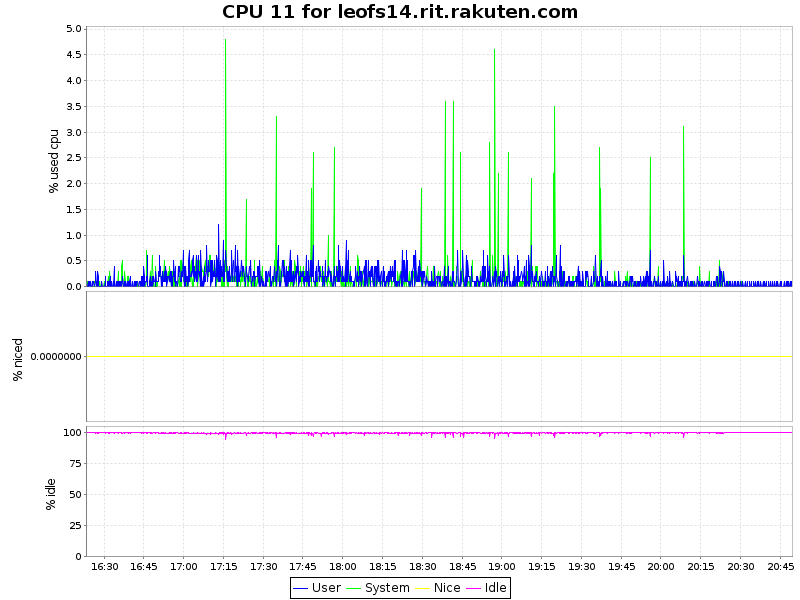 CPU 11 for leofs14.rit.rakuten.com
5.0
4.5
4.0
3.5
3.0
2.5
2.0
1.5
1.0
0.5
0.0
% used cpu
0.0000000
% niced
100
75
50
25
0
% idle
16:30 16:45 17:00 17:15 17:30 17:45 18:00 18:15 18:30 18:45 19:00 19:15 19:30 19:45 20:00 20:15 20:30 20:45
User System Nice Idle